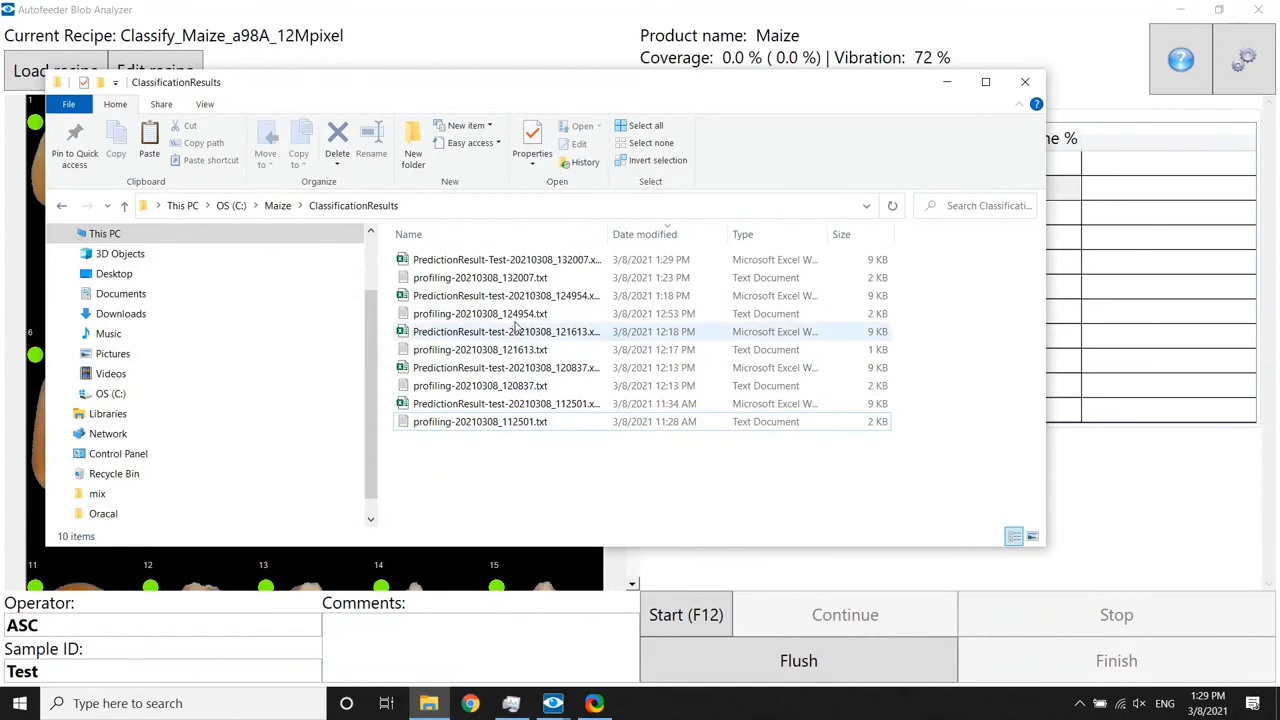 Autofeeder Blob Analyzer
Current Recipe: Classify_Maize_a98A_12Mpixel
Product name: Maize
Coverage: 0.0 % ( 0.0 %) | Vibration: 72 %
ClassificationResults
File Home Share View
Pin to Quick access
Copy
Paste
Cut
Copy path
Paste shortcut
Clipboard
Move to
Copy to
Delete
Rename
Organize
New folder
New item
Easy access
New
Properties
Open
Edit
History
Open
Select all
Select none
Invert selection
Select
This PC > OS (C:) > Maize > ClassificationResults
Search Classificati...
This PC
3D Objects
Desktop
Documents
Downloads
Music
Pictures
Videos
OS (C:)
Libraries
Network
Control Panel
Recycle Bin
mix
Oracal
Name Date modified Type Size
PredictionResult-Test-20210308_132007.x... 3/8/2021 1:29 PM Microsoft Excel W... 9 KB
profiling-20210308_132007.txt 3/8/2021 1:23 PM Text Document 2 KB
PredictionResult-test-20210308_124954.x... 3/8/2021 1:18 PM Microsoft Excel W... 9 KB
profiling-20210308_124954.txt 3/8/2021 12:53 PM Text Document 2 KB
PredictionResult-test-20210308_121613.x... 3/8/2021 12:18 PM Microsoft Excel W... 9 KB
profiling-20210308_121613.txt 3/8/2021 12:17 PM Text Document 1 KB
PredictionResult-test-20210308_120837.x... 3/8/2021 12:13 PM Microsoft Excel W... 9 KB
profiling-20210308_120837.txt 3/8/2021 12:13 PM Text Document 2 KB
PredictionResult-test-20210308_112501.x... 3/8/2021 11:34 AM Microsoft Excel W... 9 KB
profiling-20210308_112501.txt 3/8/2021 11:28 AM Text Document 2 KB
10 items
1
6
11 12 13 14 15
%
Operator:
ASC
Sample ID:
Test
Comments:
Start (F12)
Continue
Stop
Flush
Finish
Type here to search
ENG
1:29 PM
3/8/2021